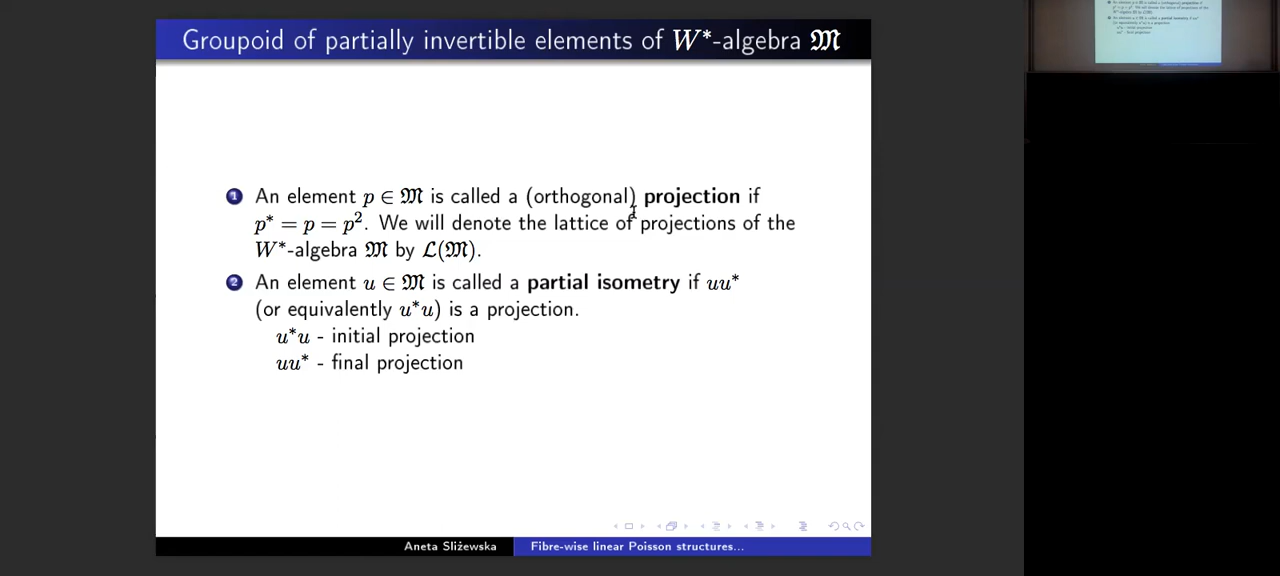 Groupoid of partially invertible elements of W*-algebra 𝔐
1 An element p ∈ 𝔐 is called a (orthogonal) projection if
p* = p = p². We will denote the lattice of projections of the
W*-algebra 𝔐 by ℒ(𝔐).
2 An element u ∈ 𝔐 is called a partial isometry if uu*
(or equivalently u*u) is a projection.
u*u - initial projection
uu* - final projection
Aneta Sliżewska Fibre-wise linear Poisson structures...